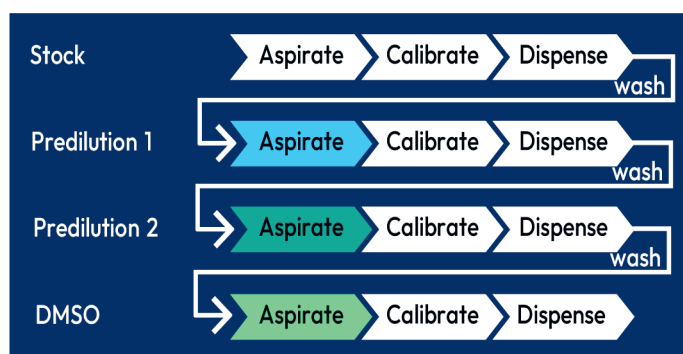 Stock Aspirate Calibrate Dispense
wash
Predilution 1 Aspirate Calibrate Dispense
wash
Predilution 2 Aspirate Calibrate Dispense
wash
DMSO Aspirate Calibrate Dispense